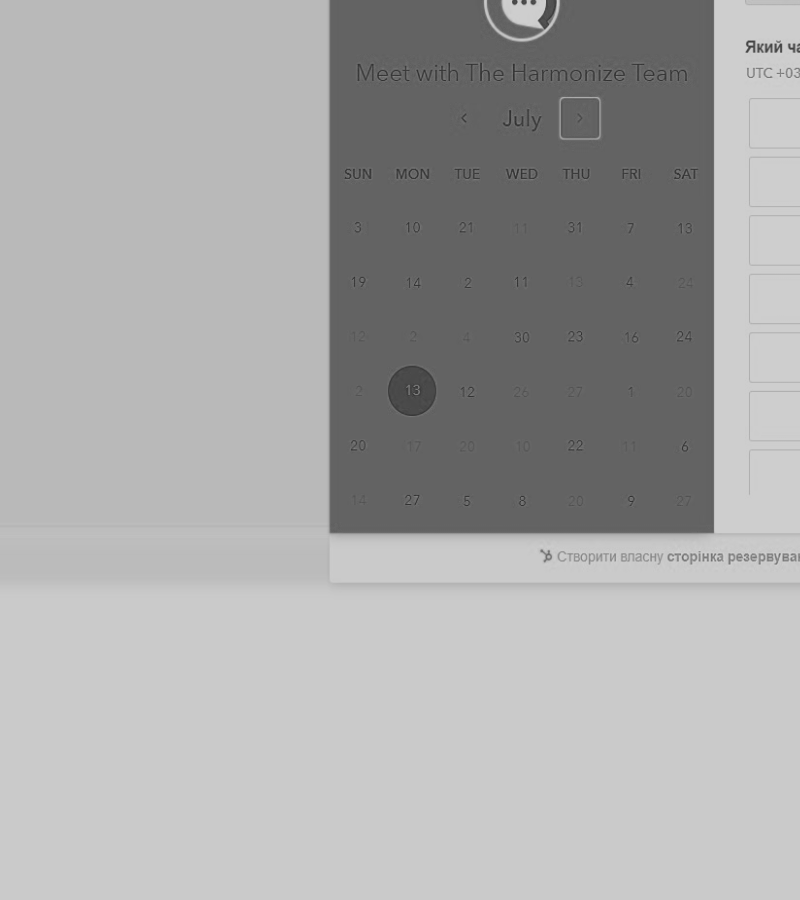 Meet with The Harmonize Team
July
UTC +03
SUN MON TUE WED THU FRI SAT
3 10 21 11 31 7 13
19 14 2 11 13 4 24
12 2 4 30 23 16 24
2 13 12 26 27 1 20
20 17 20 10 22 11 6
14 27 5 8 20 9 27
Який ча
Створити власну сторінка резервува